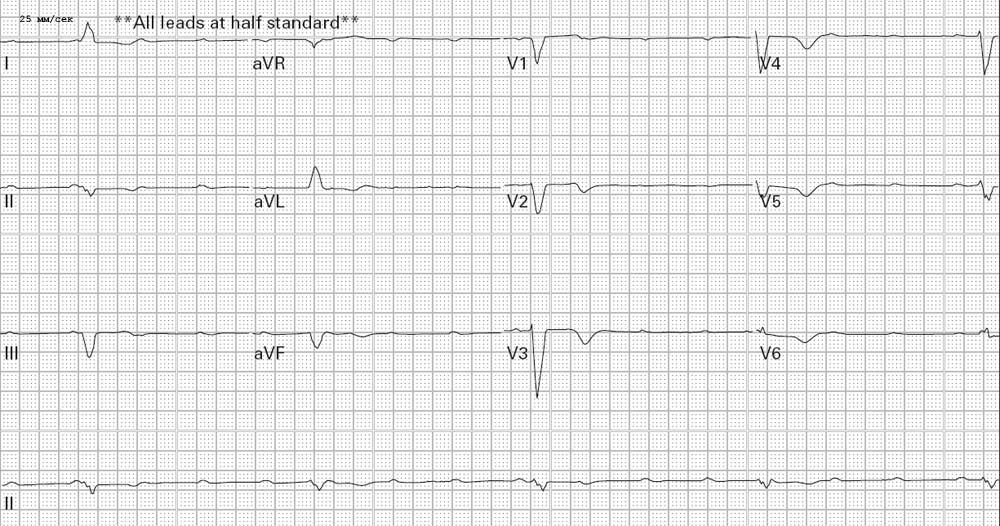 25 мм/сек **All leads at half standard**
I aVR V1 V4
II aVL V2 V5
III aVF V3 V6
II